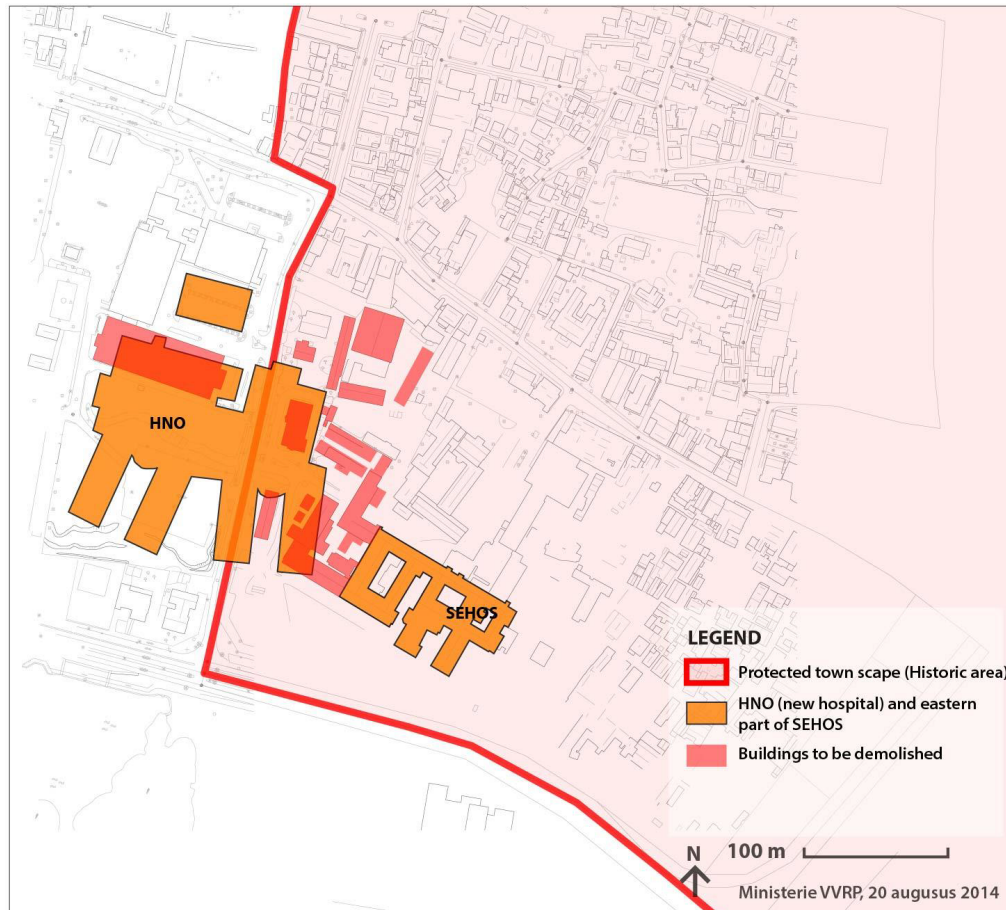 HNO
SEHOS
LEGEND
Protected town scape (Historic area)
HNO (new hospital) and eastern
part of SEHOS
Buildings to be demolished
N
100 m
Ministerie VVRP, 20 augusus 2014